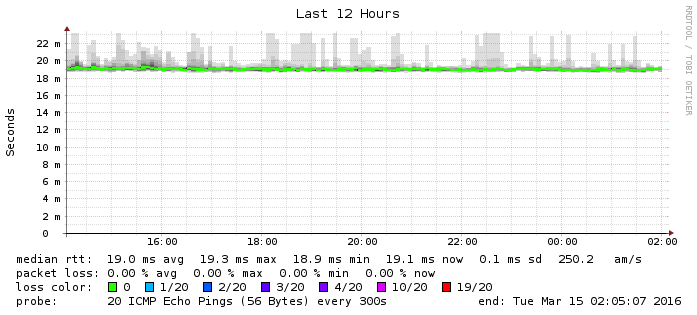 Last 12 Hours
RRDTOOL / TOBI OETIKER
Seconds
22 m
20 m
18 m
16 m
14 m
12 m
10 m
8 m
6 m
4 m
2 m
0
16:00 18:00 20:00 22:00 00:00 02:00
median rtt: 19.0 ms avg 19.3 ms max 18.9 ms min 19.1 ms now 0.1 ms sd 250.2 am/s
packet loss: 0.00 % avg 0.00 % max 0.00 % min 0.00 % now
loss color: 0 1/20 2/20 3/20 4/20 10/20 19/20
probe: 20 ICMP Echo Pings (56 Bytes) every 300s end: Tue Mar 15 02:05:07 2016